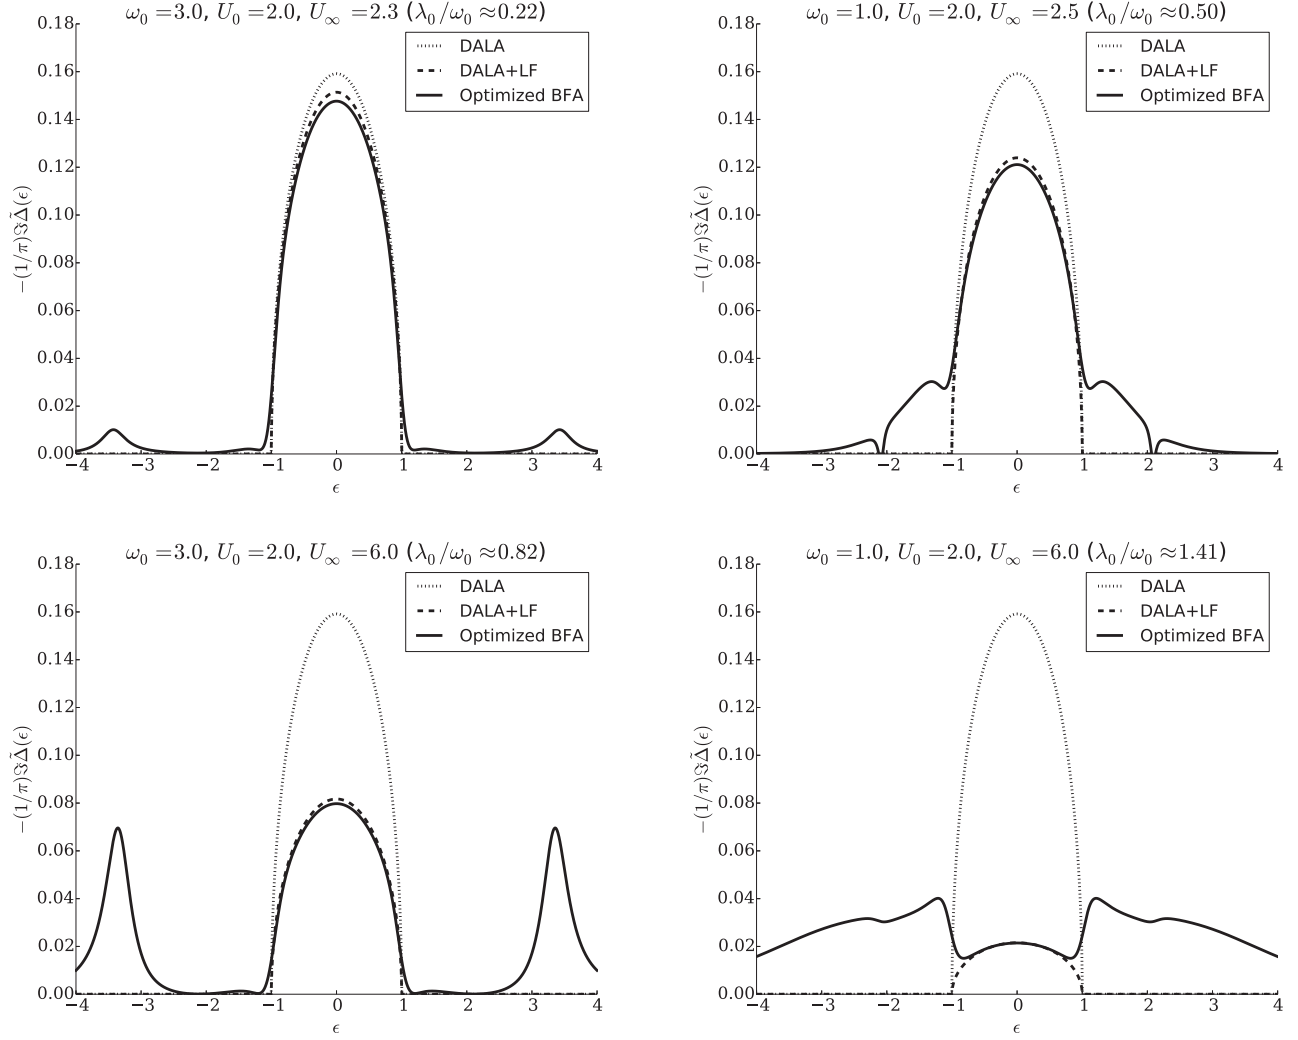 ω₀ =3.0, U₀ =2.0, U∞ =2.3 (λ₀/ω₀ ≈0.22)
0.18
0.16
0.14
0.12
0.10
0.08
0.06
0.04
0.02
0.00
−(1/π)ℑΔ̃(ϵ)
DALA
DALA+LF
Optimized BFA
−4 −3 −2 −1 0 1 2 3 4
ϵ
ω₀ =1.0, U₀ =2.0, U∞ =2.5 (λ₀/ω₀ ≈0.50)
0.18
0.16
0.14
0.12
0.10
0.08
0.06
0.04
0.02
0.00
−(1/π)ℑΔ̃(ϵ)
DALA
DALA+LF
Optimized BFA
−4 −3 −2 −1 0 1 2 3 4
ϵ
ω₀ =3.0, U₀ =2.0, U∞ =6.0 (λ₀/ω₀ ≈0.82)
0.18
0.16
0.14
0.12
0.10
0.08
0.06
0.04
0.02
0.00
−(1/π)ℑΔ̃(ϵ)
DALA
DALA+LF
Optimized BFA
−4 −3 −2 −1 0 1 2 3 4
ϵ
ω₀ =1.0, U₀ =2.0, U∞ =6.0 (λ₀/ω₀ ≈1.41)
0.18
0.16
0.14
0.12
0.10
0.08
0.06
0.04
0.02
0.00
−(1/π)ℑΔ̃(ϵ)
DALA
DALA+LF
Optimized BFA
−4 −3 −2 −1 0 1 2 3 4
ϵ